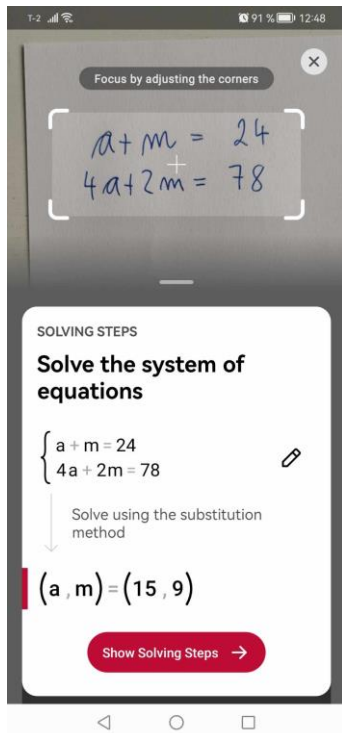 T-2 91 % 12:48
Focus by adjusting the corners
a+m = 24
4a+2m = 78
SOLVING STEPS
Solve the system of
equations
a + m = 24
4a + 2m = 78
Solve using the substitution
method
(a , m) = (15 , 9)
Show Solving Steps →